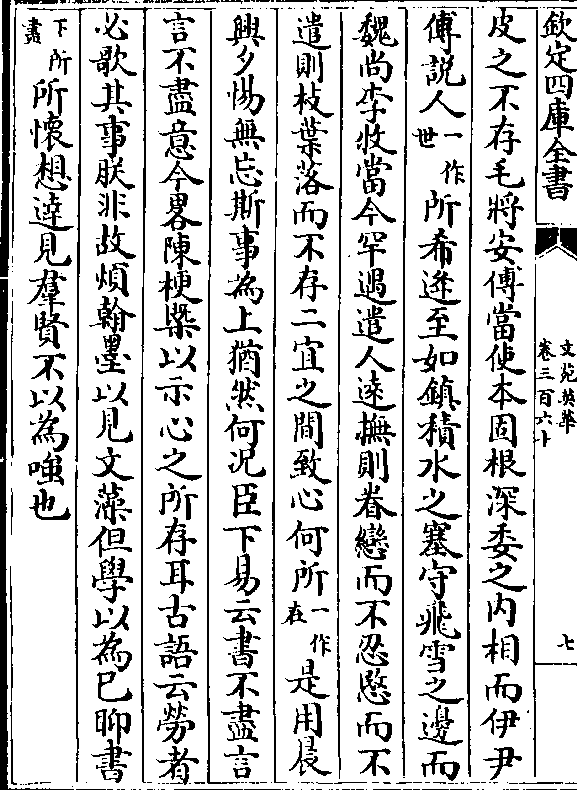 欽定四庫全書
文苑英華
卷三百六十
七
皮之不存毛將安傅當使本固根深委之内相而伊尹
傅説人一作世所希迯至如鎮積水之塞守飛雪之邊而
魏尚李牧當今罕遇遣人遠撫則眷戀而不忍愍而不
遣則枝葉落而不存二宜之間致心何所一作在是用晨
興夕惕無忘斯事為上猶然何况臣下易云書不盡言
言不盡意今畧陳梗槩以示心之所存耳古語云勞者
必歌其事朕非故煩翰墨以見文藻但學以為已聊書
下所盡所懷想達見羣賢不以為嗤也